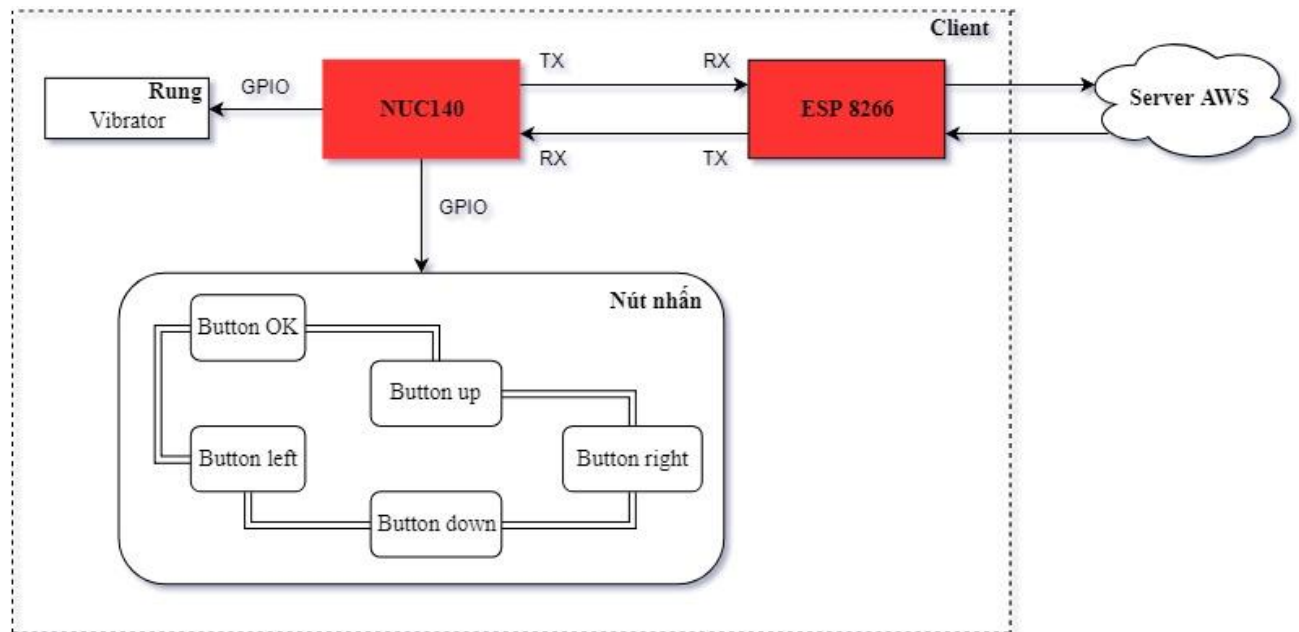 Client
TX
RX
Rung
Vibrator
GPIO
NUC140
ESP 8266
Server AWS
RX
TX
GPIO
Nút nhấn
Button OK
Button up
Button left
Button right
Button down